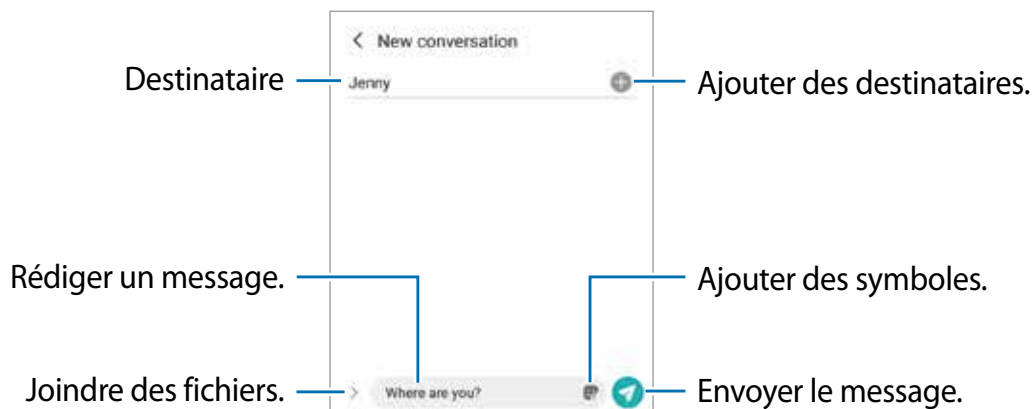 New conversation
Destinataire
Jenny
Ajouter des destinataires.
Rédiger un message.
Ajouter des symboles.
Joindre des fichiers.
Where are you?
Envoyer le message.